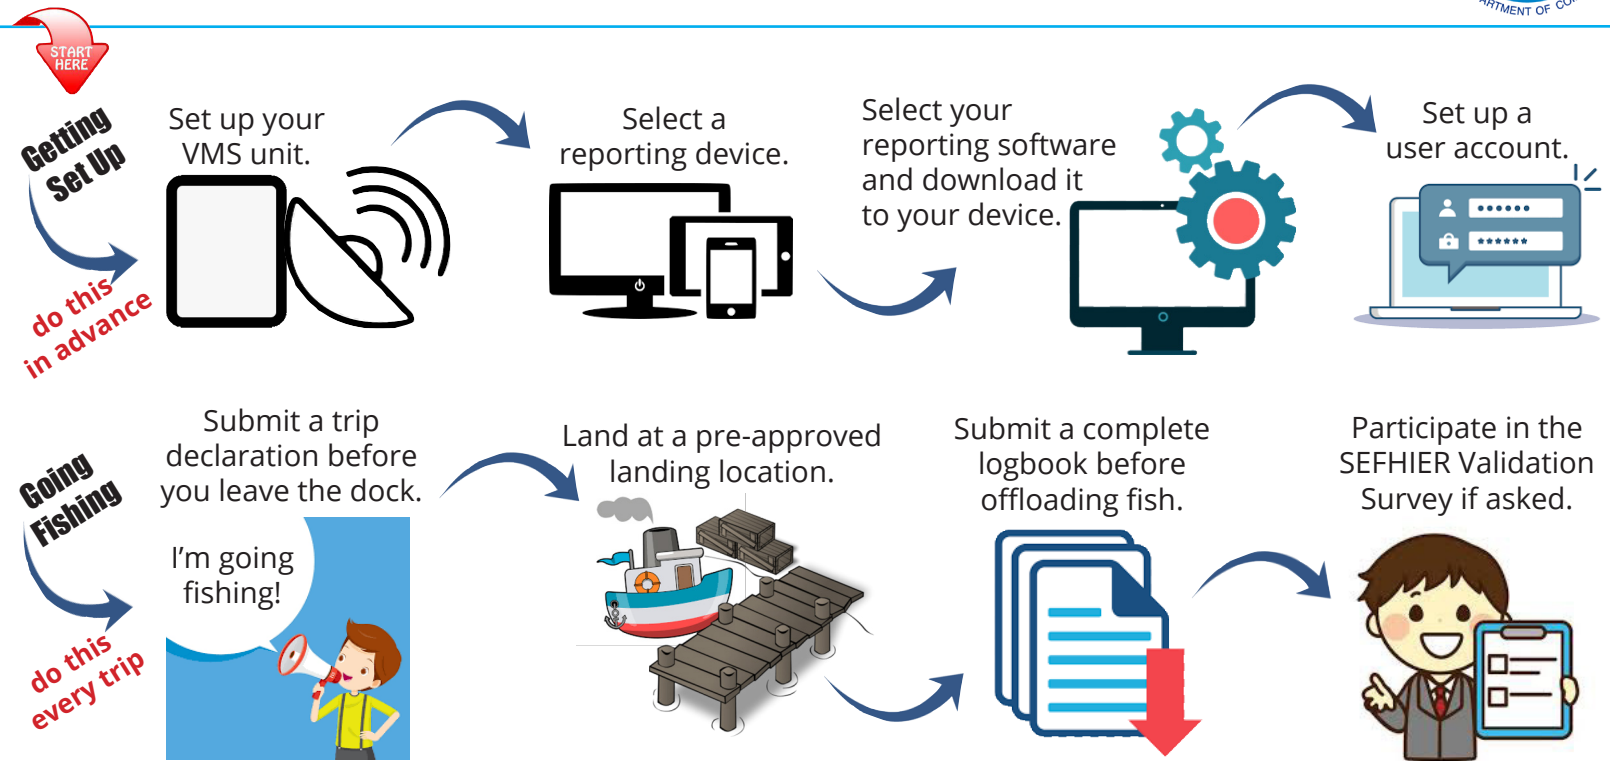 DEPARTMENT OF
START
HERE
Getting
Set Up
do this
in advance
Set up your
VMS unit.
Select a
reporting device.
Select your
reporting software
and download it
to your device.
Set up a
user account.
Going
Fishing
do this
every trip
Submit a trip
declaration before
you leave the dock.
I'm going
fishing!
Land at a pre-approved
landing location.
Submit a complete
logbook before
offloading fish.
Participate in the
SEFHIER Validation
Survey if asked.